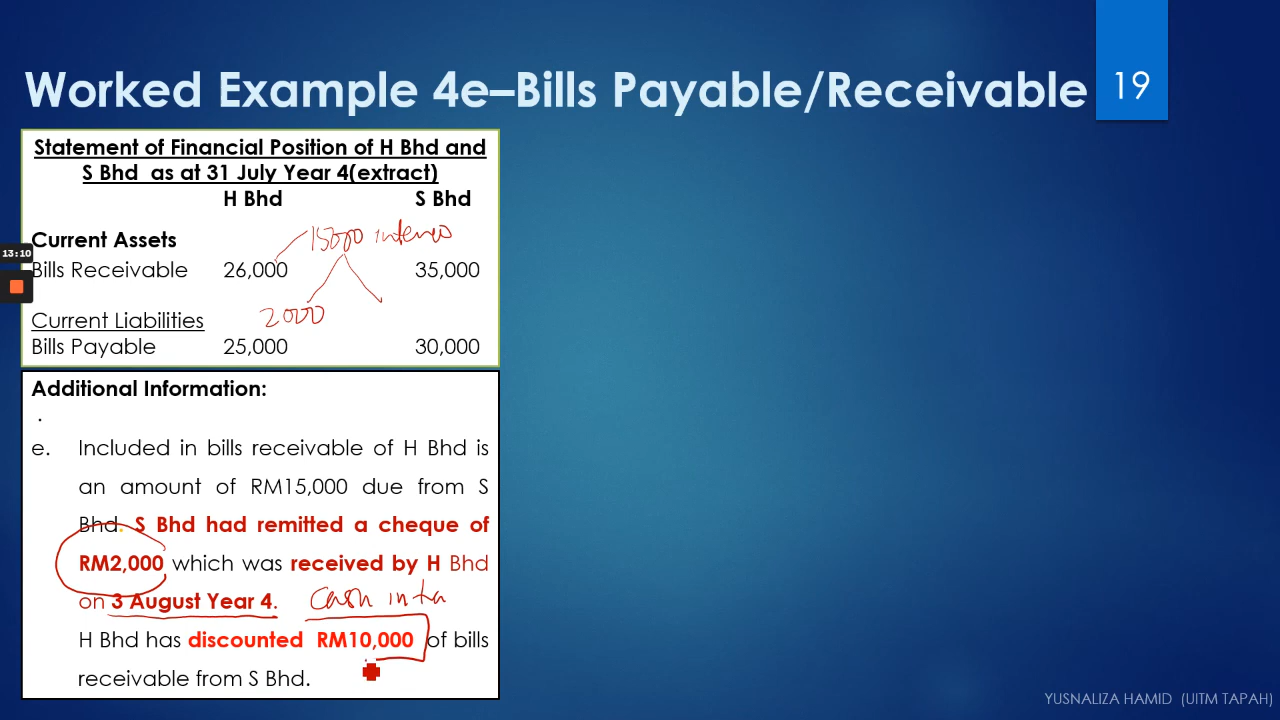 Worked Example 4e–Bills Payable/Receivable
19
Statement of Financial Position of H Bhd and
S Bhd as at 31 July Year 4(extract)
H Bhd S Bhd
15000
Current Assets
13:10
Bills Receivable 26,000 35,000
2000
Current Liabilities
Bills Payable 25,000 30,000
Additional Information:
.
e. Included in bills receivable of H Bhd is
an amount of RM15,000 due from S
Bhd. S Bhd had remitted a cheque of
RM2,000 which was received by H Bhd
on 3 August Year 4. Cash in
H Bhd has discounted RM10,000 of bills
receivable from S Bhd.
YUSNALIZA HAMID (UITM TAPAH)